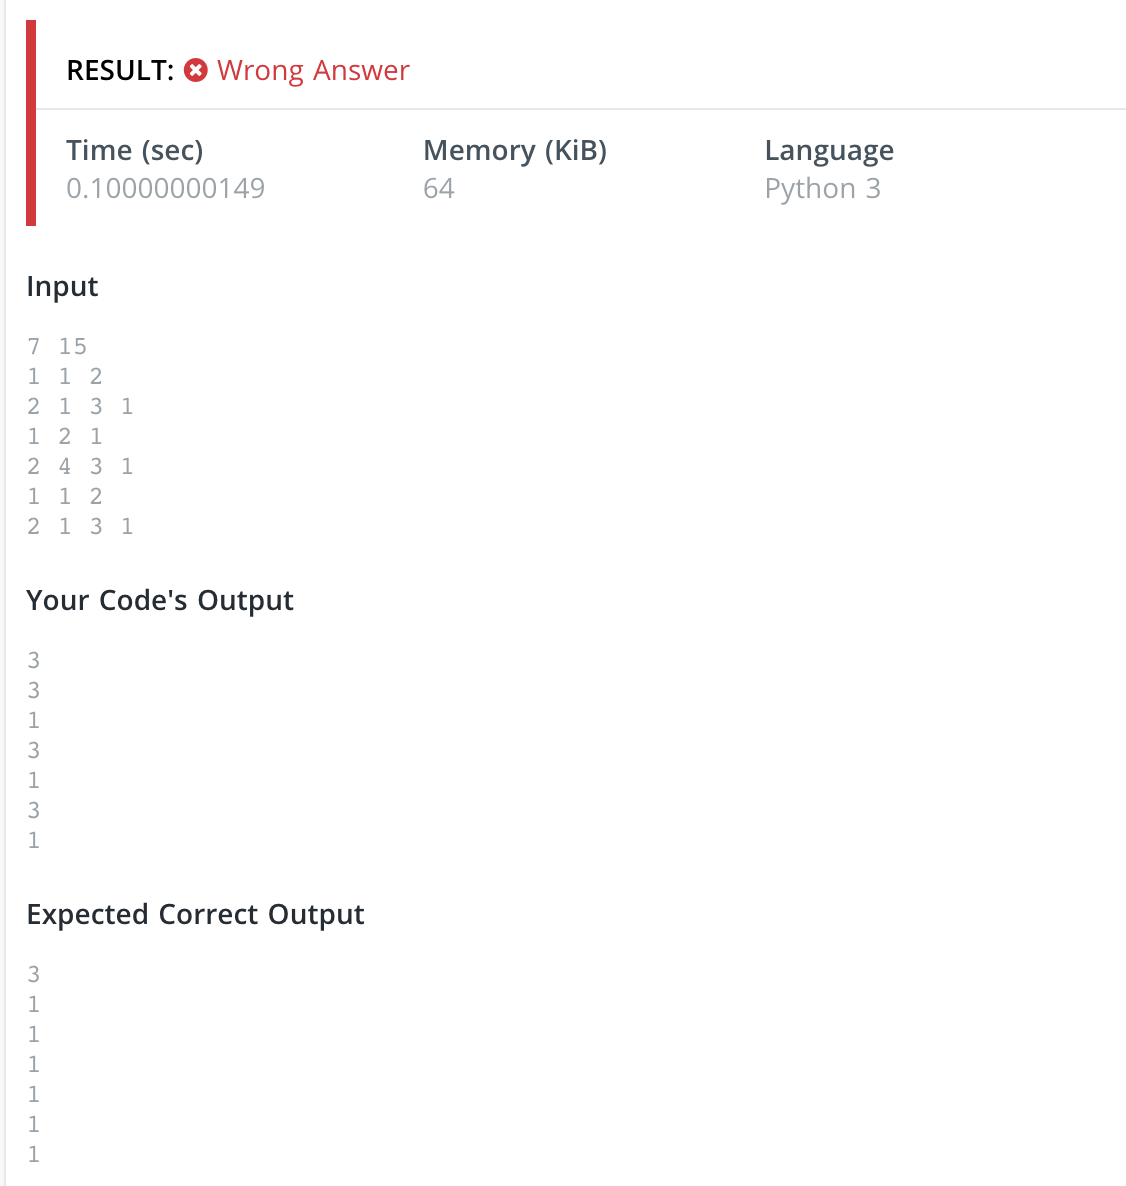 RESULT: Wrong Answer
Time (sec) Memory (KiB) Language
0.10000000149 64 Python 3
Input
7 15
1 1 2
2 1 3 1
1 2 1
2 4 3 1
1 1 2
2 1 3 1
Your Code's Output
3
3
1
3
1
3
1
Expected Correct Output
3
1
1
1
1
1
1